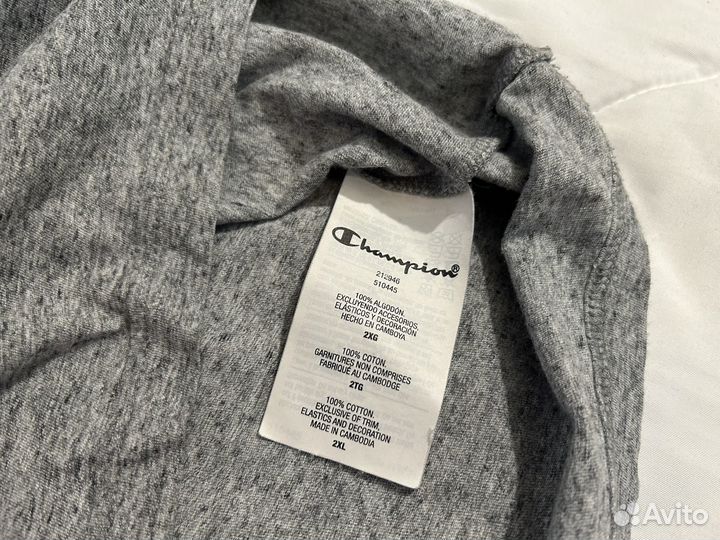 Champion®
212946
510445
100% ALGODÓN.
EXCLUYENDO ACCESORIOS.
ELÁSTICOS Y DECORACIÓN
HECHO EN CAMBOYA
2XG
100% COTON.
GARNITURES NON COMPRISES
FABRIQUÉ AU CAMBODGE
2TG
100% COTTON.
EXCLUSIVE OF TRIM,
ELASTICS AND DECORATION
MADE IN CAMBODIA
2XL
Avito